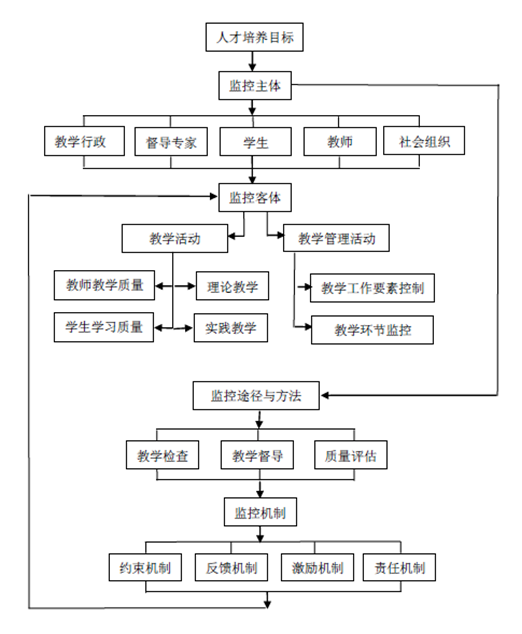 人才培养目标
监控主体
教学行政
督导专家
学生
教师
社会组织
监控客体
教学活动
教学管理活动
教师教学质量
理论教学
教学工作要素控制
学生学习质量
实践教学
教学环节监控
监控途径与方法
教学检查
教学督导
质量评估
监控机制
约束机制
反馈机制
激励机制
责任机制